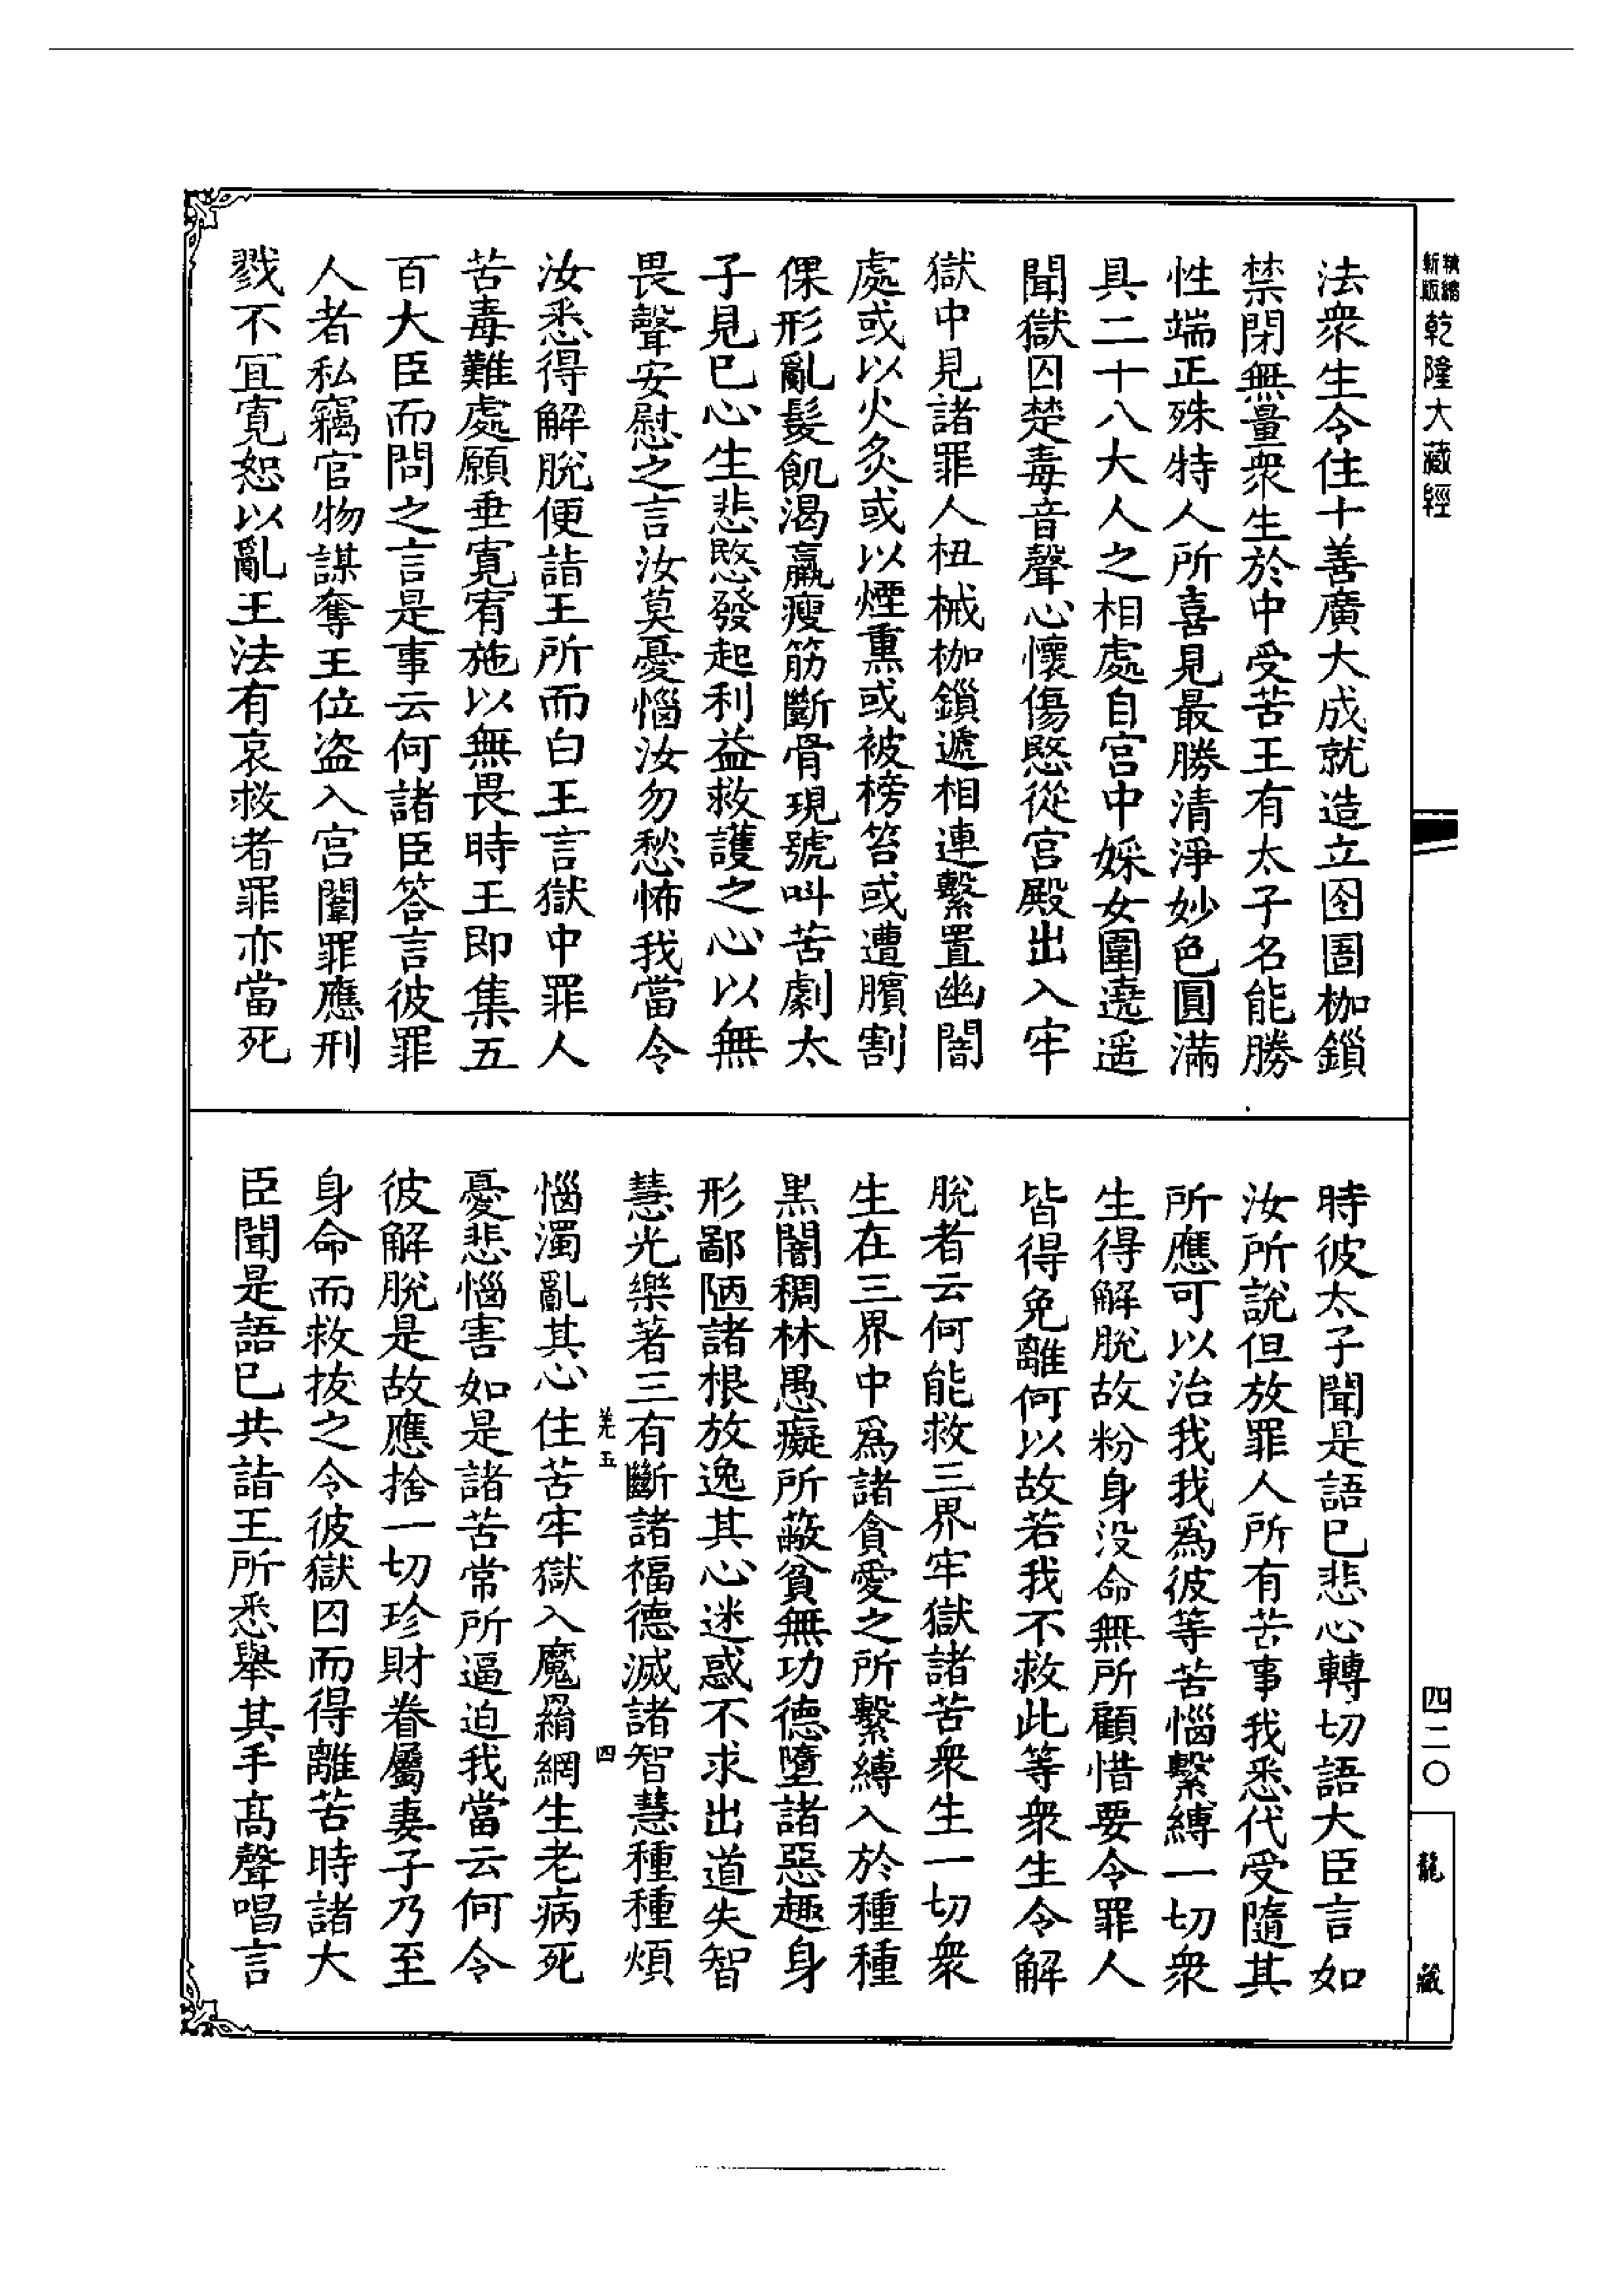 新版 乾隆大藏經
法衆生令住十善廣大成就造立囹圄枷鎖
禁閉無量衆生於中受苦王有太子名能勝
性端正殊特人所喜見最勝清淨妙色圓滿
具二十八大人之相處自宮中婇女圍遶遥
聞獄囚楚毒音聲心懷傷愍從宮殿出入牢
獄中見諸罪人杻械枷鎖遞相連繫置幽闇
處或以火炙或以煙熏或被榜笞或遭臏割
倮形亂髮飢渴羸瘦筋斷骨現號叫苦劇太
子見已心生悲愍發起利益救護之心以無
畏聲安慰之言汝莫憂惱汝勿愁怖我當令
汝悉得解脫便詣王所而白王言獄中罪人
苦毒難處願垂寛宥施以無畏時王即集五
百大臣而問之言是事云何諸臣答言彼罪
人者私竊官物謀奪王位盜入宮闈罪應刑
戮不冝寛恕以亂王法有哀救者罪亦當死
時彼太子聞是語已悲心轉切語大臣言如
汝所說但放罪人所有苦事我悉代受隨其
所應可以治我我爲彼等苦惱繫縛一切衆
生得解脫故粉身没命無所顧惜要令罪人
皆得免離何以故若我不救此等衆生令解
脫者云何能救三界牢獄諸苦衆生一切衆
生在三界中爲諸貪愛之所繫縛入於種種
黒闇稠林愚癡所蔽貧無功德墮諸惡趣身
形鄙陋諸根放逸其心迷惑不求出道失智
慧光樂著三有斷諸福德滅諸智慧種種煩
羌五 四
惱濁亂其心住苦牢獄入魔羂網生老病死
憂悲惱害如是諸苦常所逼迫我當云何令
彼解脫是故應捨一切珍財眷屬妻子乃至
身命而救拔之令彼獄囚而得離苦時諸大
臣聞是語已共詣王所悉舉其手髙聲唱言
四二〇
龍藏